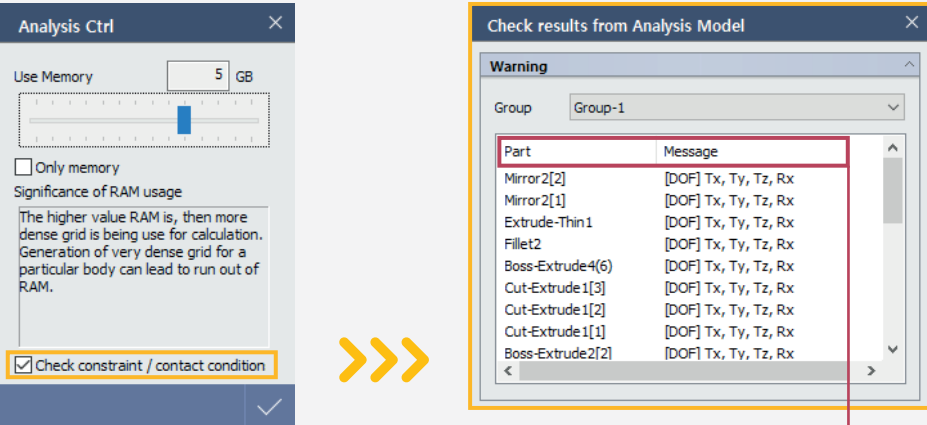 Analysis Ctrl
Use Memory 5 GB
Only memory
Significance of RAM usage
The higher value RAM is, then more
dense grid is being use for calculation.
Generation of very dense grid for a
particular body can lead to run out of
RAM.
Check constraint / contact condition
Check results from Analysis Model
Warning
Group Group-1
Part Message
Mirror2[2] [DOF] Tx, Ty, Tz, Rx
Mirror2[1] [DOF] Tx, Ty, Tz, Rx
Extrude-Thin1 [DOF] Tx, Ty, Tz, Rx
Fillet2 [DOF] Tx, Ty, Tz, Rx
Boss-Extrude4(6) [DOF] Tx, Ty, Tz, Rx
Cut-Extrude1[3] [DOF] Tx, Ty, Tz, Rx
Cut-Extrude1[2] [DOF] Tx, Ty, Tz, Rx
Cut-Extrude1[1] [DOF] Tx, Ty, Tz, Rx
Boss-Extrude2[2] [DOF] Tx, Ty, Tz, Rx